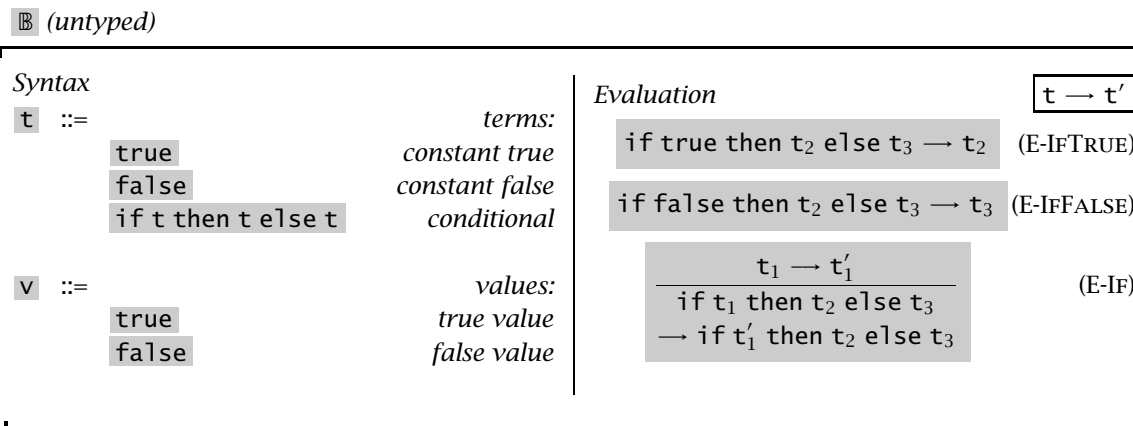 𝔹 (untyped)
Syntax
t ::= terms:
true constant true
false constant false
if t then t else t conditional
v ::= values:
true true value
false false value
Evaluation t ⟶ t′
if true then t₂ else t₃ ⟶ t₂ (E-IfTrue)
if false then t₂ else t₃ ⟶ t₃ (E-IfFalse)
t₁ ⟶ t₁′
if t₁ then t₂ else t₃ (E-If)
⟶ if t₁′ then t₂ else t₃